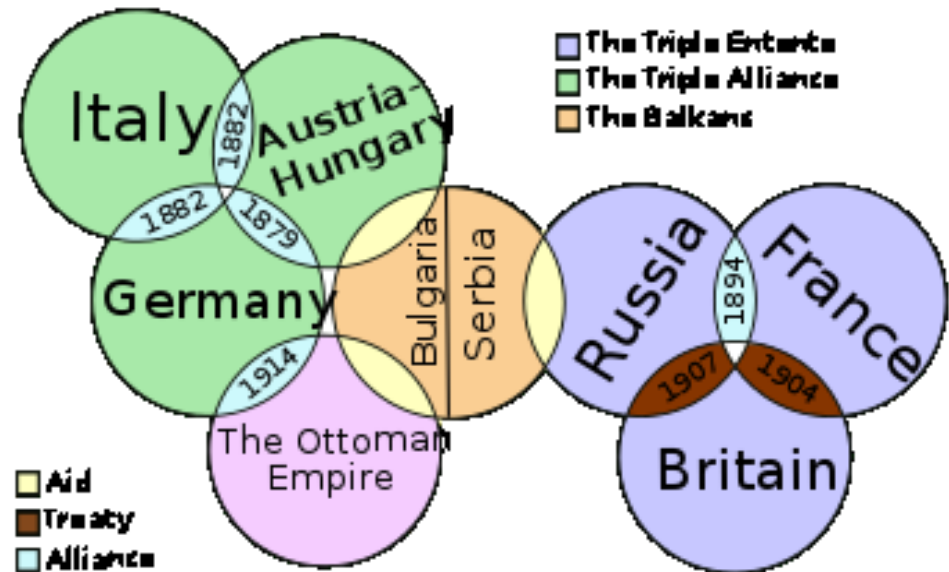 Italy
1882
Austria-
Hungary
The Triple Entente
The Triple Alliance
The Balkans
1882
1879
Germany
Bulgaria
Serbia
Russia
1894
France
1914
1907
1904
The Ottoman
Empire
Britain
Aid
Treaty
Alliance